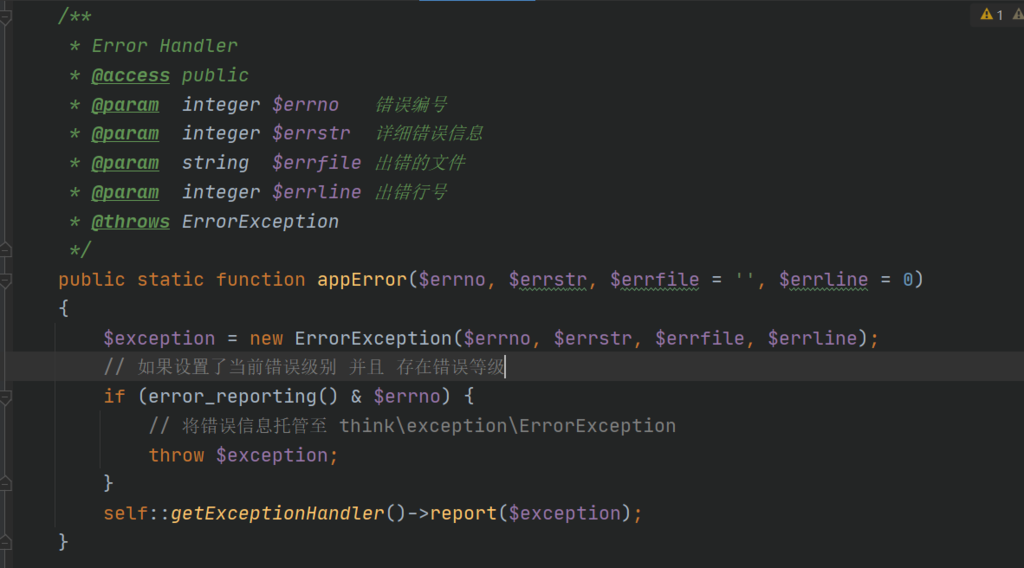 /**
 * Error Handler
 * @access public
 * @param  integer $errno   错误编号
 * @param  integer $errstr  详细错误信息
 * @param  string  $errfile 出错的文件
 * @param  integer $errline 出错行号
 * @throws ErrorException
 */
public static function appError($errno, $errstr, $errfile = '', $errline = 0)
{
    $exception = new ErrorException($errno, $errstr, $errfile, $errline);
    // 如果设置了当前错误级别 并且 存在错误等级
    if (error_reporting() & $errno) {
        // 将错误信息托管至 think\exception\ErrorException
        throw $exception;
    }
    self::getExceptionHandler()->report($exception);
}
1